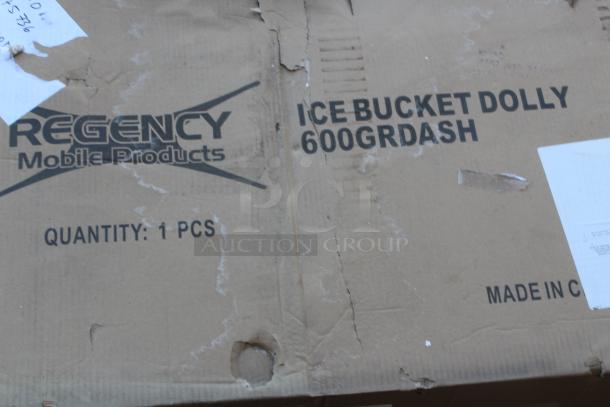 REGENCY
Mobile Products
ICE BUCKET DOLLY
600GRDASH
QUANTITY: 1 PCS
PCI
AUCTION GROUP
MADE IN C